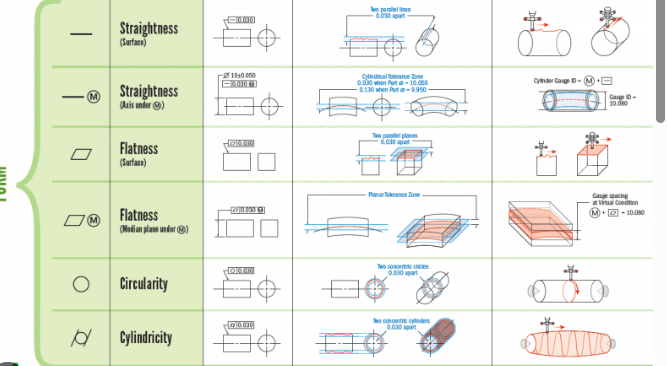 FORM
Straightness
(Surface)
0.030
Two parallel lines
0.030 apart
M
Straightness
(Axis under Ⓜ)
Ø 10±0.050
0.030 Ⓜ
Cylindrical Tolerance Zone
0.030 when Part ø = 10.050
0.130 when Part ø = 9.950
Cylinder Gauge ID = Ⓜ + —
Gauge ID =
10.080
Flatness
(Surface)
0.030
Two parallel planes
0.030 apart
M
Flatness
(Median plane under Ⓜ)
0.030 Ⓜ
Planar Tolerance Zone
Gauge spacing
at Virtual Condition
Ⓜ + ▱ = 10.080
Circularity
0.030
Two concentric circles
0.030 apart
Cylindricity
0.030
Two concentric cylinders
0.030 apart